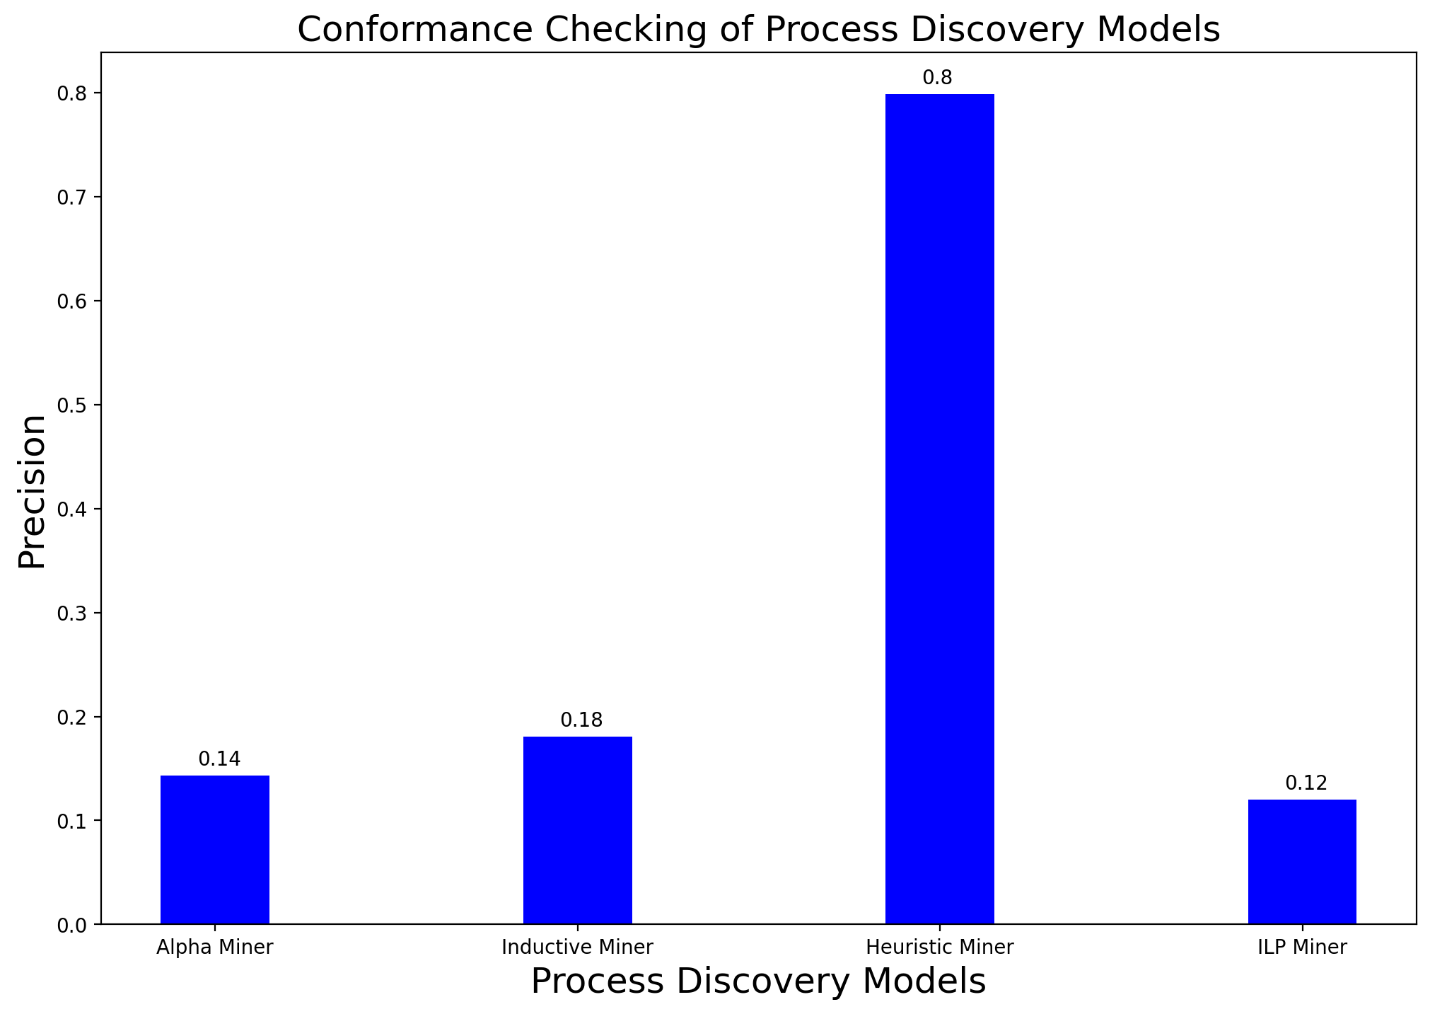 Conformance Checking of Process Discovery Models
0.8
0.8
0.7
0.6
0.5
0.4
0.3
0.2
0.1
0.0
Precision
0.14
0.18
0.12
Alpha Miner
Inductive Miner
Heuristic Miner
ILP Miner
Process Discovery Models